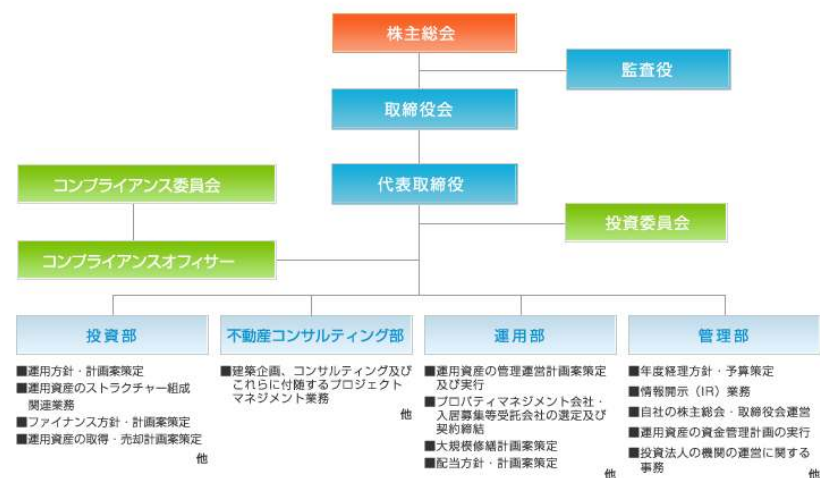 株主総会
監査役
取締役会
コンプライアンス委員会
代表取締役
投資委員会
コンプライアンスオフィサー
投資部
■運用方針・計画案策定
■運用資産のストラクチャー組成
関連業務
■ファイナンス方針・計画案策定
■運用資産の取得・売却計画案策定
他
不動産コンサルティング部
■建築企画、コンサルティング及び
これらに付随するプロジェクト
マネジメント業務
他
運用部
■運用資産の管理運営計画案策定
及び実行
■プロパティマネジメント会社・
入居募集等受託会社の選定及び
契約締結
■大規模修繕計画案策定
■配当方針・計画案策定
他
管理部
■年度経理方針・予算策定
■情報開示（IR）業務
■自社の株主総会・取締役会運営
■運用資産の資金管理計画の実行
■投資法人の機関の運営に関する
事務
他